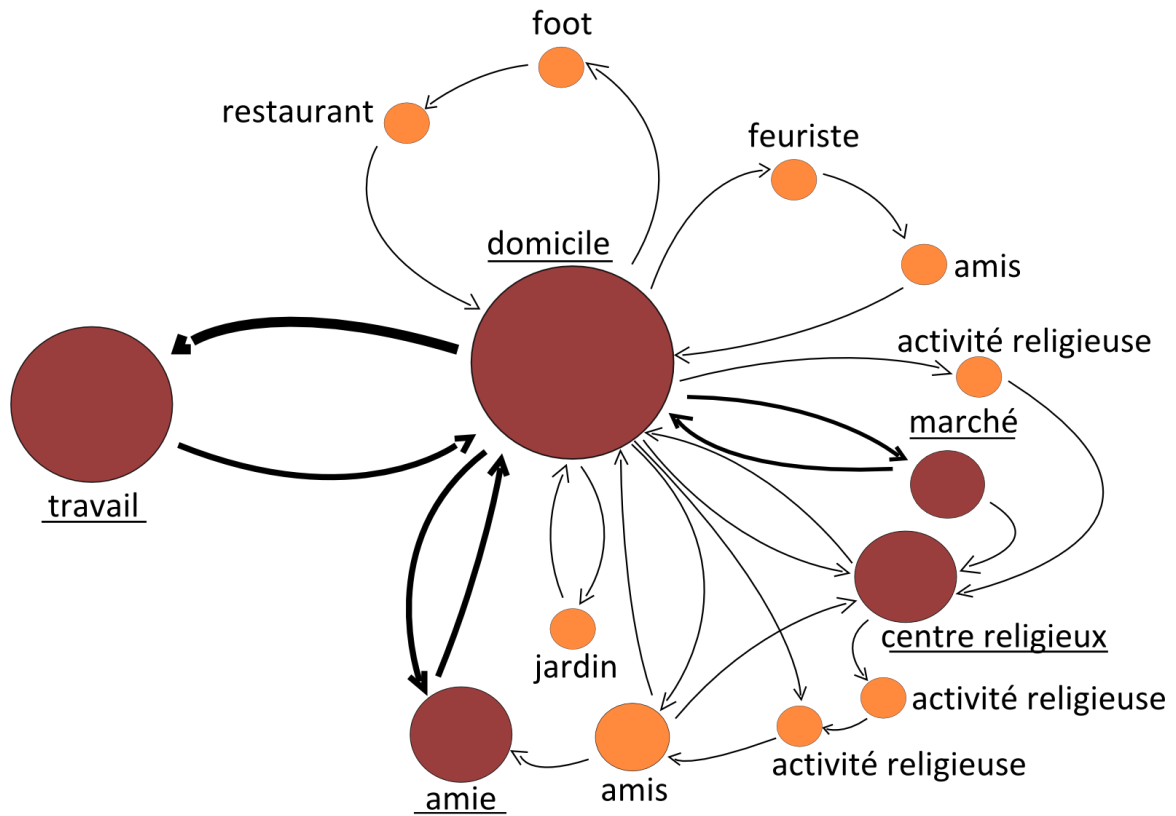 foot
restaurant
feuriste
domicile
amis
activité religieuse
marché
travail
centre religieux
jardin
activité religieuse
activité religieuse
amis
amie